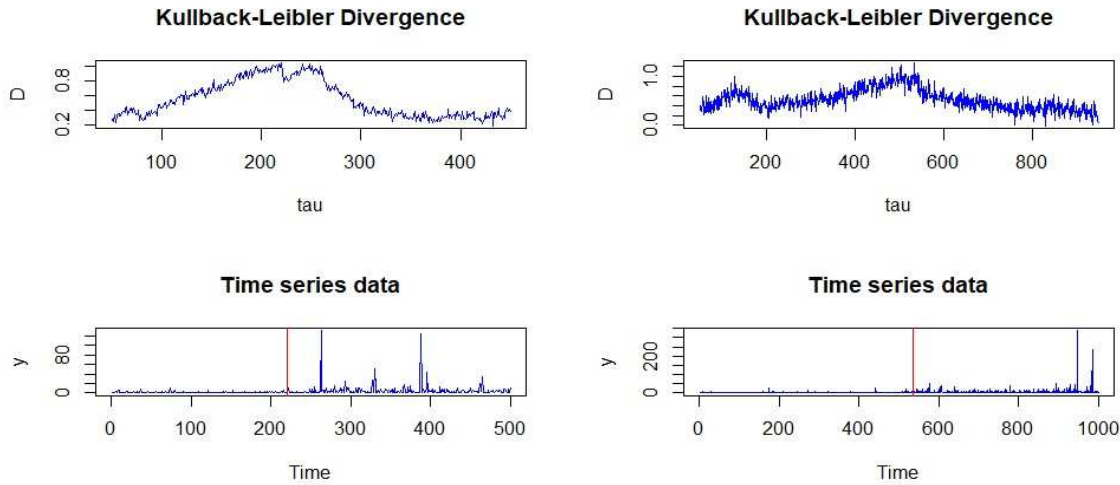 Kullback-Leibler Divergence
D
0.2 0.8
100 200 300 400
tau
Kullback-Leibler Divergence
D
0.0 1.0
200 400 600 800
tau
Time series data
y
0 80
0 100 200 300 400 500
Time
Time series data
y
0 200
0 200 400 600 800 1000
Time